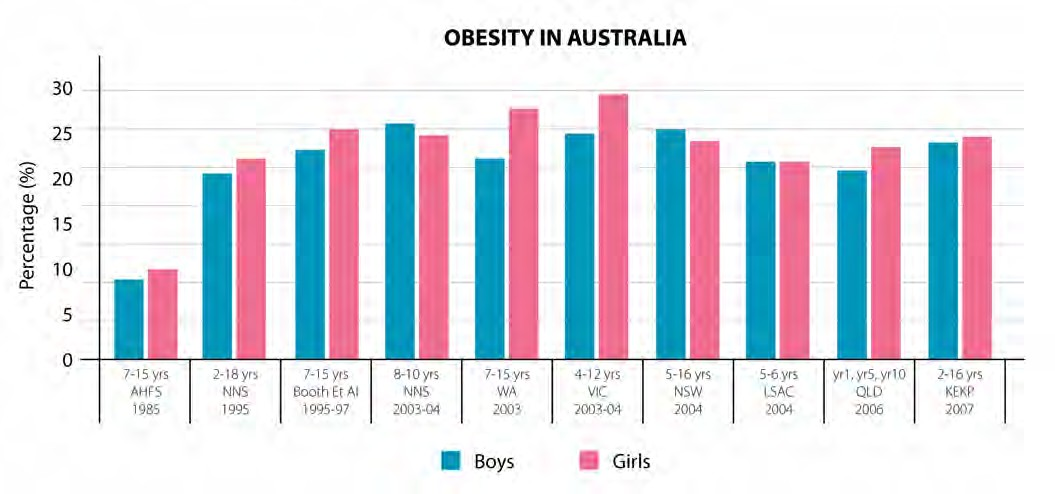 OBESITY IN AUSTRALIA
Percentage (%)
30
25
20
15
10
5
0
7-15 yrs
AHFS
1985
2-18 yrs
NNS
1995
7-15 yrs
Booth Et Al
1995-97
8-10 yrs
NNS
2003-04
7-15 yrs
WA
2003
4-12 yrs
VIC
2003-04
5-16 yrs
NSW
2004
5-6 yrs
LSAC
2004
yr1, yr5, yr10
QLD
2006
2-16 yrs
KEKP
2007
Boys
Girls